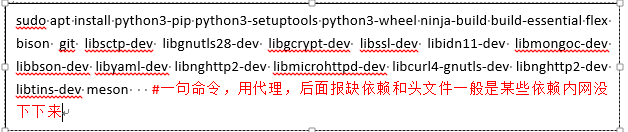 sudo apt install python3-pip python3-setuptools python3-wheel ninja-build build-essential flex
bison git libsctp-dev libgnutls28-dev libgcrypt-dev libssl-dev libidn11-dev libmongoc-dev
libbson-dev libyaml-dev libnghttp2-dev libmicrohttpd-dev libcurl4-gnutls-dev libnghttp2-dev
libtins-dev meson #一句命令，用代理，后面报缺依赖和头文件一般是某些依赖内网没
下下来